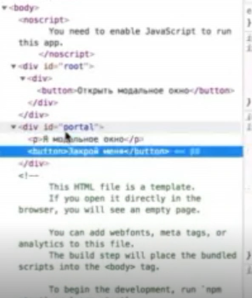 <body>
<noscript>
You need to enable JavaScript to run
this app.
</noscript>
<div id="root">
<div>
<button>Открыть модальное окно</button>
</div>
</div>
<div id="portal">
<p>Я модальное окно</p>
<button>Закрой меня</button> == $0
</div>
<!--
This HTML file is a template.
If you open it directly in the
browser, you will see an empty page.
You can add webfonts, meta tags, or
analytics to this file.
The build step will place the bundled
scripts into the <body> tag.
To begin the development, run `npm